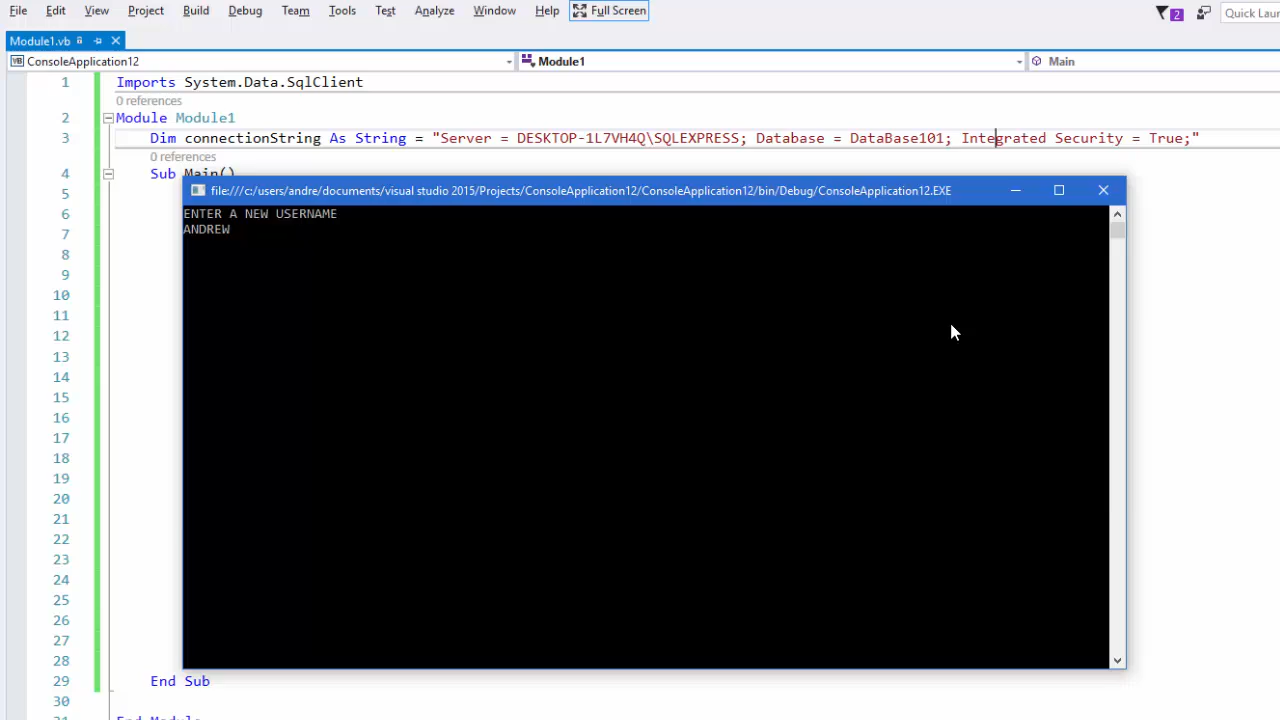 File Edit View Project Build Debug Team Tools Test Analyze Window Help Full Screen 2 Quick Laun
Module1.vb
VB ConsoleApplication12 Module1 Main
1 Imports System.Data.SqlClient
0 references
2 Module Module1
3 Dim connectionString As String = "Server = DESKTOP-1L7VH4Q\SQLEXPRESS; Database = DataBase101; Integrated Security = True;"
0 references
4 Sub Main()
file:///c:/users/andre/documents/visual studio 2015/Projects/ConsoleApplication12/ConsoleApplication12/bin/Debug/ConsoleApplication12.EXE
5
6 ENTER A NEW USERNAME
7 ANDREW
8
9
10
11
12
13
14
15
16
17
18
19
20
21
22
23
24
25
26
27
28
29 End Sub
30
31 End Module